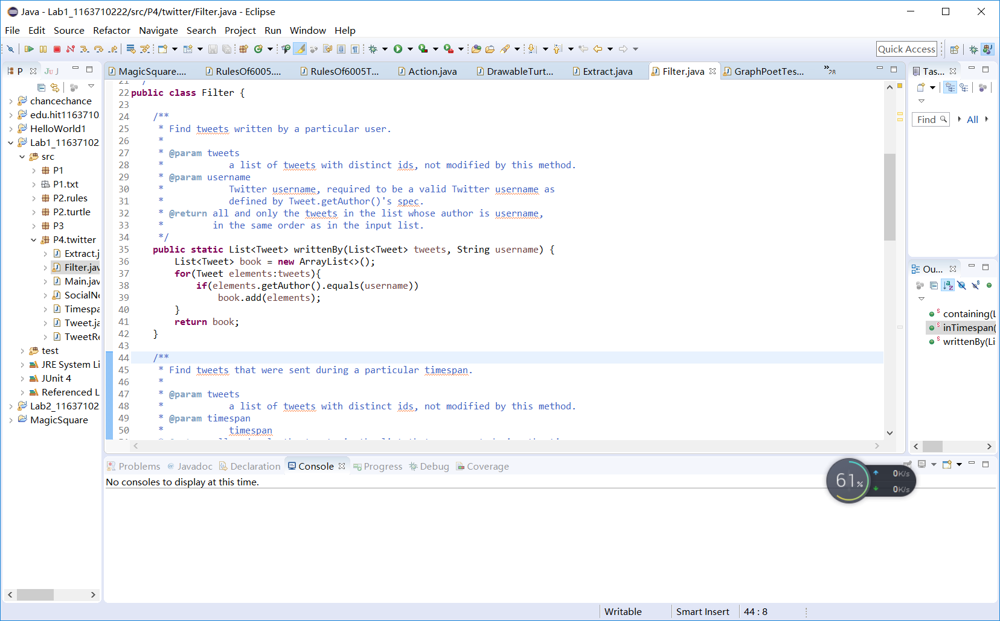 Java - Lab1_1163710222/src/P4/twitter/Filter.java - Eclipse
File Edit Source Refactor Navigate Search Project Run Window Help
Quick Access
P
Ju J
MagicSquare....
RulesOf6005....
RulesOf6005T...
Action.java
DrawableTurt...
Extract.java
Filter.java
GraphPoetTes...
»28
chancechance
edu.hit1163710
HelloWorld1
Lab1_11637102
src
P1
P1.txt
P2.rules
P2.turtle
P3
P4.twitter
Extract.j
Filter.jav
Main.jav
SocialNe
Timespa
Tweet.ja
TweetRe
test
JRE System Li
JUnit 4
Referenced L
Lab2_11637102
MagicSquare
21 */
22 public class Filter {
23
24 /**
25 * Find tweets written by a particular user.
26 *
27 * @param tweets
28 * a list of tweets with distinct ids, not modified by this method.
29 * @param username
30 * Twitter username, required to be a valid Twitter username as
31 * defined by Tweet.getAuthor()'s spec.
32 * @return all and only the tweets in the list whose author is username,
33 * in the same order as in the input list.
34 */
35 public static List<Tweet> writtenBy(List<Tweet> tweets, String username) {
36 List<Tweet> book = new ArrayList<>();
37 for(Tweet elements:tweets){
38 if(elements.getAuthor().equals(username))
39 book.add(elements);
40 }
41 return book;
42 }
43
44 /**
45 * Find tweets that were sent during a particular timespan.
46 *
47 * @param tweets
48 * a list of tweets with distinct ids, not modified by this method.
49 * @param timespan
50 * timespan
Tas...
Find
All
Ou...
containing(L
inTimespan(
writtenBy(Li
Problems
@ Javadoc
Declaration
Console
Progress
Debug
Coverage
No consoles to display at this time.
61%
0K/s
0K/s
Writable
Smart Insert
44 : 8